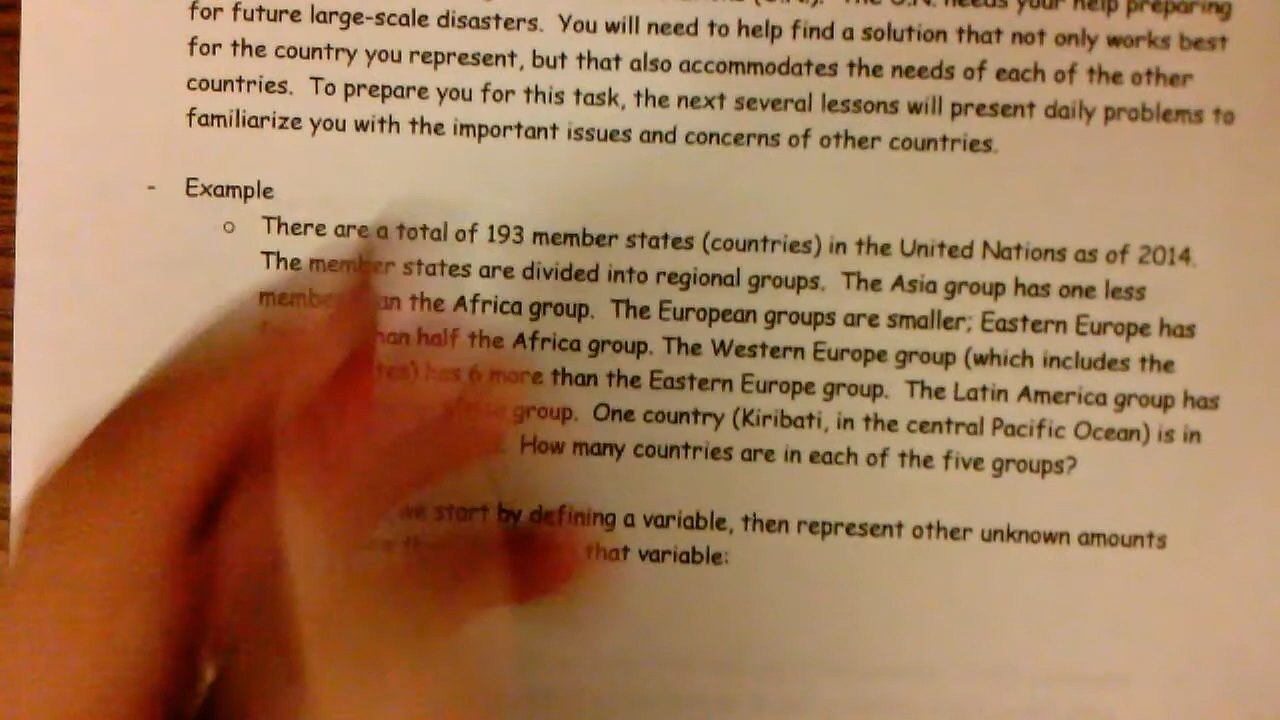 needs your help preparing
for future large-scale disasters. You will need to help find a solution that not only works best
for the country you represent, but that also accommodates the needs of each of the other
countries. To prepare you for this task, the next several lessons will present daily problems to
familiarize you with the important issues and concerns of other countries.
- Example
o There are a total of 193 member states (countries) in the United Nations as of 2014.
The member states are divided into regional groups. The Asia group has one less
the Africa group. The European groups are smaller; Eastern Europe has
half the Africa group. The Western Europe group (which includes the
has 6 more than the Eastern Europe group. The Latin America group has
group. One country (Kiribati, in the central Pacific Ocean) is in
How many countries are in each of the five groups?
we start by defining a variable, then represent other unknown amounts
that variable: